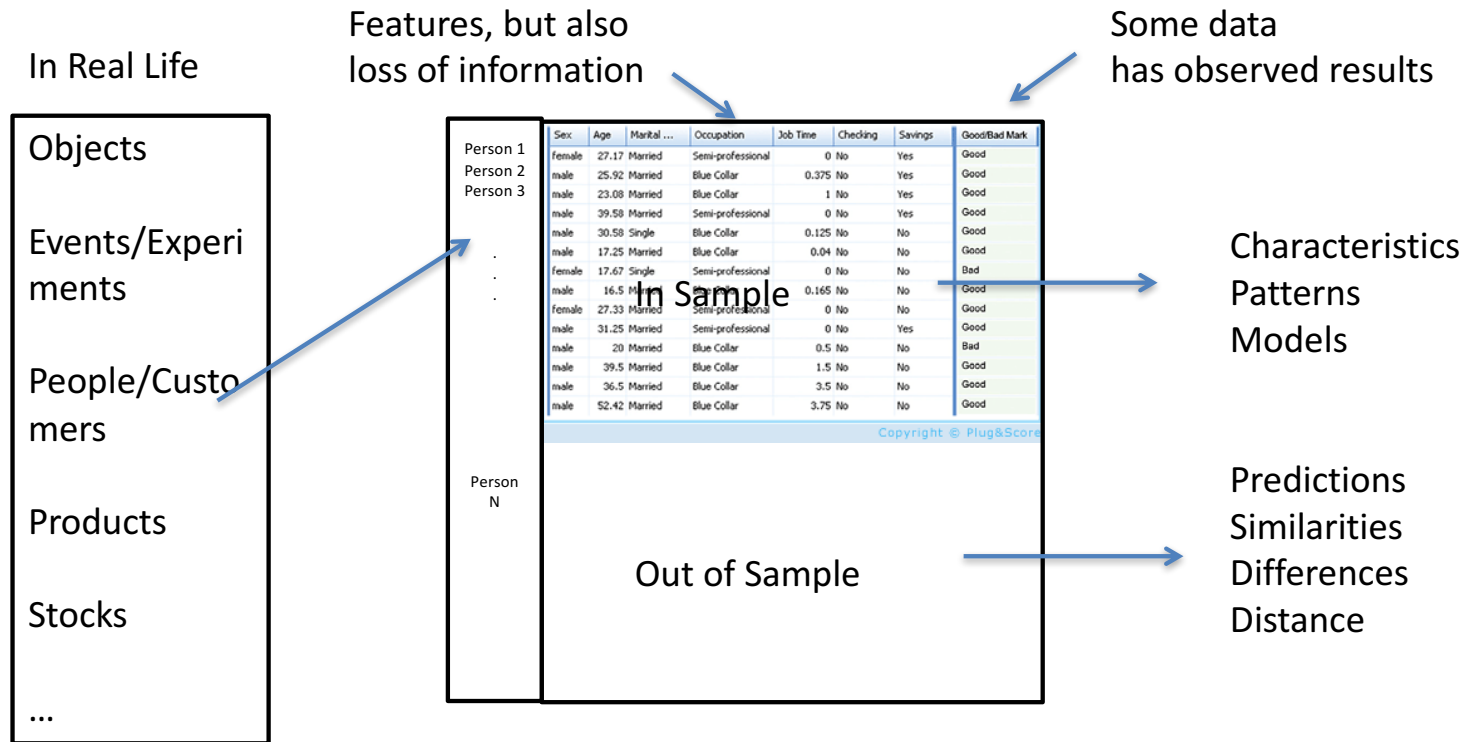 In Real Life
Objects
Events/Experi
ments
People/Custo
mers
Products
Stocks
...
Features, but also
loss of information
Some data
has observed results
Person 1
Person 2
Person 3
.
.
.
Person
N
Sex Age Marital ... Occupation Job Time Checking Savings Good/Bad Mark
female 27.17 Married Semi-professional 0 No Yes Good
male 25.92 Married Blue Collar 0.375 No Yes Good
male 23.08 Married Blue Collar 1 No Yes Good
male 39.58 Married Semi-professional 0 No Yes Good
male 30.58 Single Blue Collar 0.125 No No Good
male 17.25 Married Blue Collar 0.04 No No Good
female 17.67 Single Semi-professional 0 No No Bad
male 16.5 Married Blue Collar 0.165 No No Good
female 27.33 Married Semi-professional 0 No No Good
male 31.25 Married Semi-professional 0 No Yes Good
male 20 Married Blue Collar 0.5 No No Bad
male 39.5 Married Blue Collar 1.5 No No Good
male 36.5 Married Blue Collar 3.5 No No Good
male 52.42 Married Blue Collar 3.75 No No Good
In Sample
Copyright © Plug&Score
Out of Sample
Characteristics
Patterns
Models
Predictions
Similarities
Differences
Distance